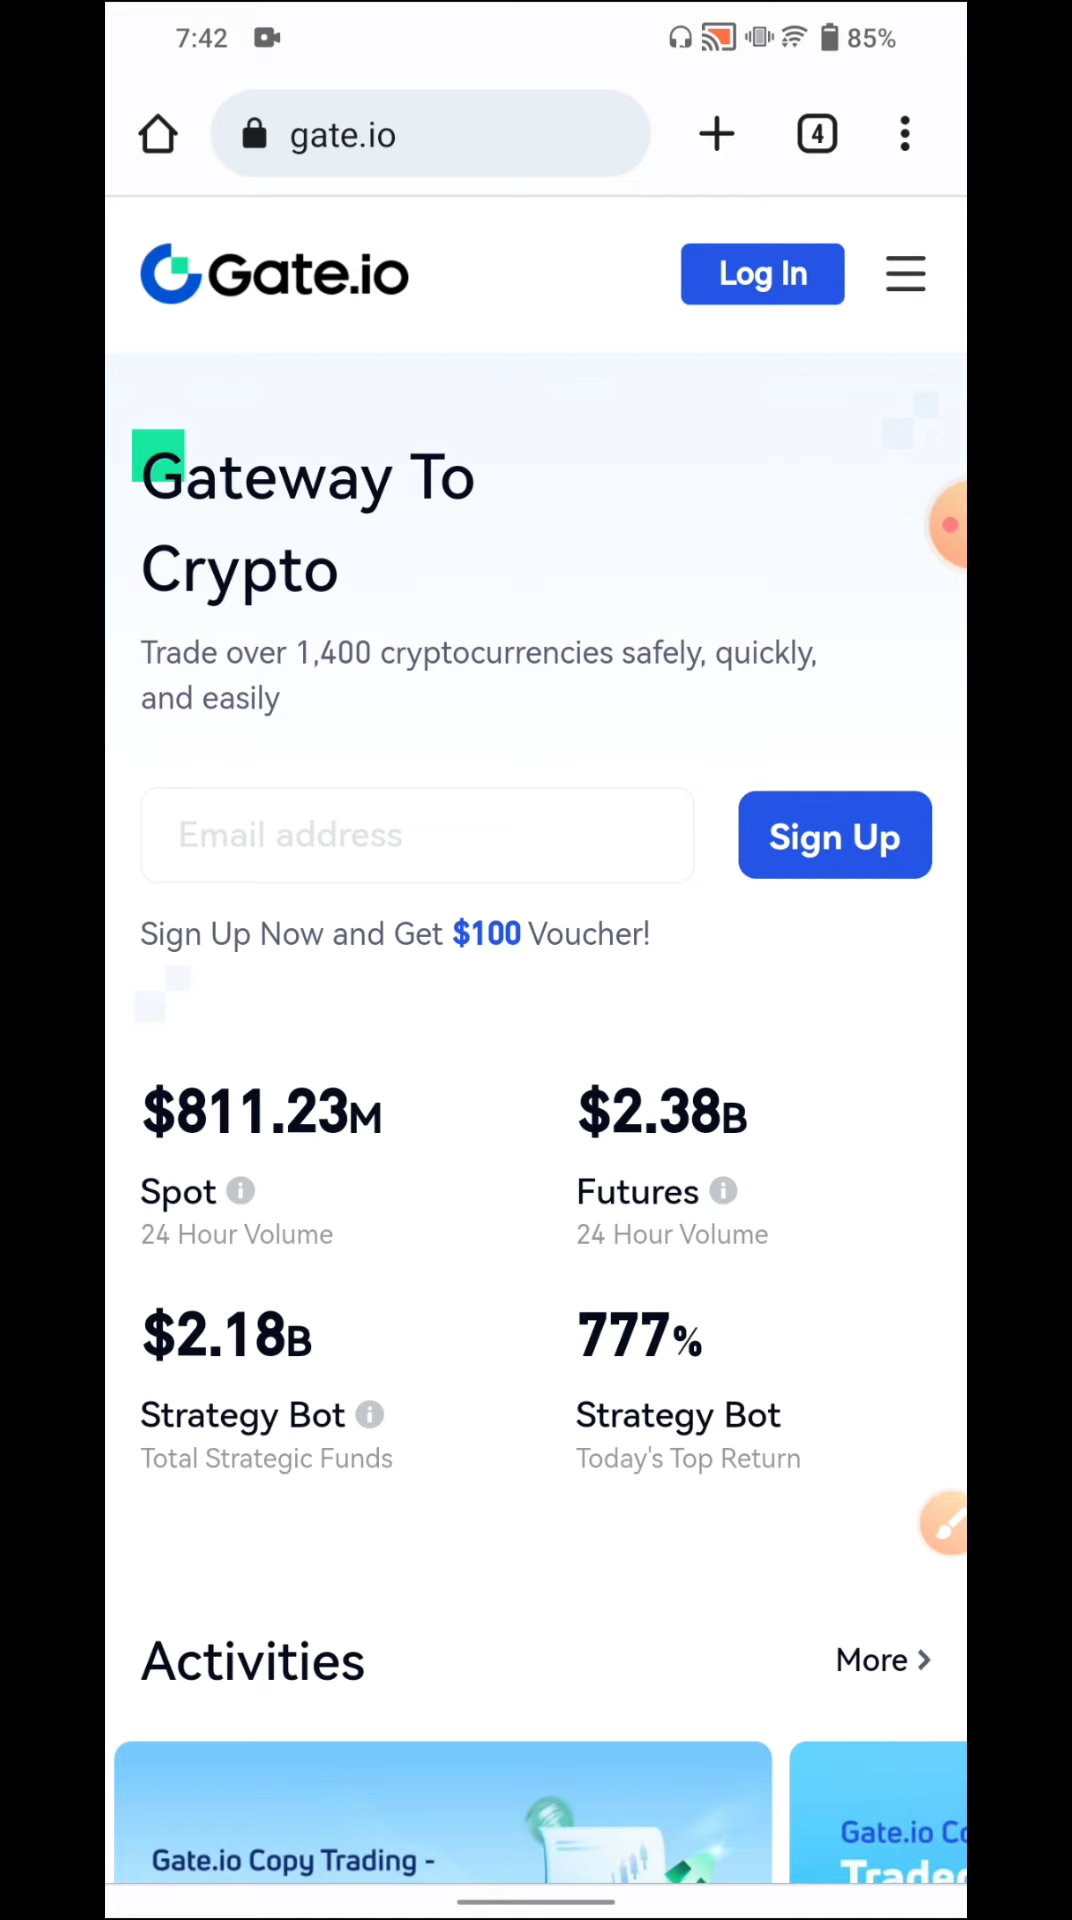 7:42
85%
gate.io
4
Gate.io
Log In
Gateway To
Crypto
Trade over 1,400 cryptocurrencies safely, quickly,
and easily
Email address
Sign Up
Sign Up Now and Get $100 Voucher!
$811.23M
$2.38B
Spot
Futures
24 Hour Volume
24 Hour Volume
$2.18B
777%
Strategy Bot
Strategy Bot
Total Strategic Funds
Today's Top Return
Activities
More
Gate.io Copy Trading -
Gate.io